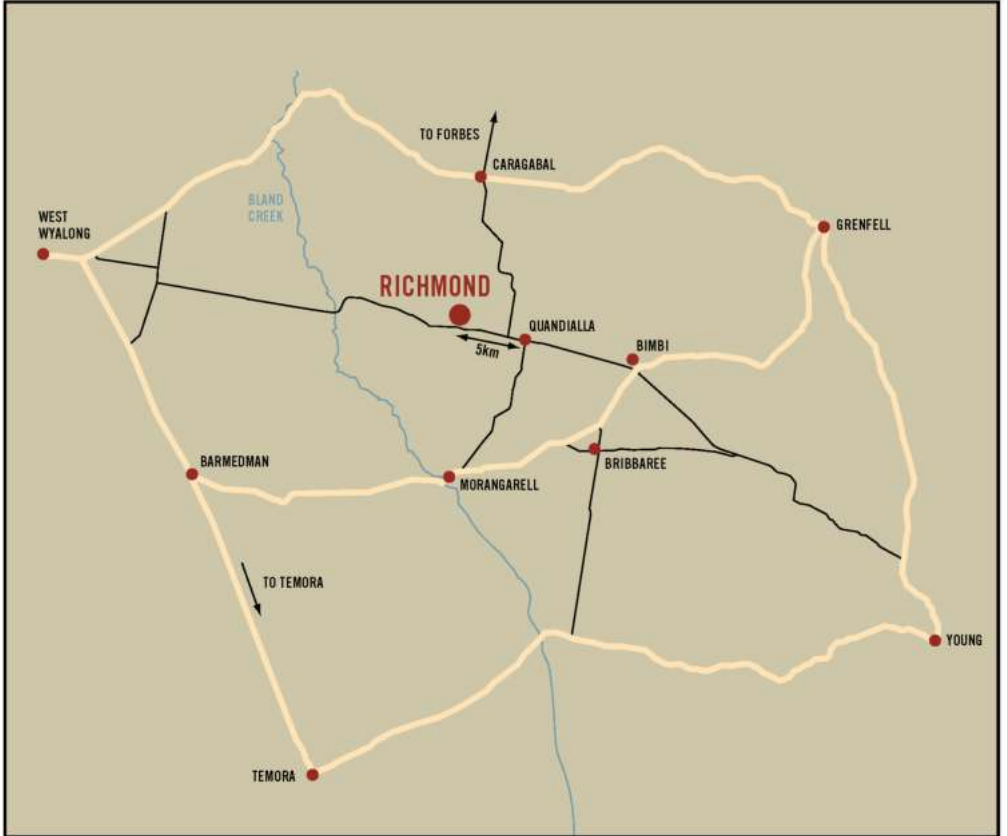 TO FORBES
CARAGABAL
BLAND
CREEK
WEST
WYALONG
GRENFELL
RICHMOND
QUANDIALLA
5km
BIMBI
BARMEDMAN
BRIBBAREE
MORANGARELL
TO TEMORA
YOUNG
TEMORA